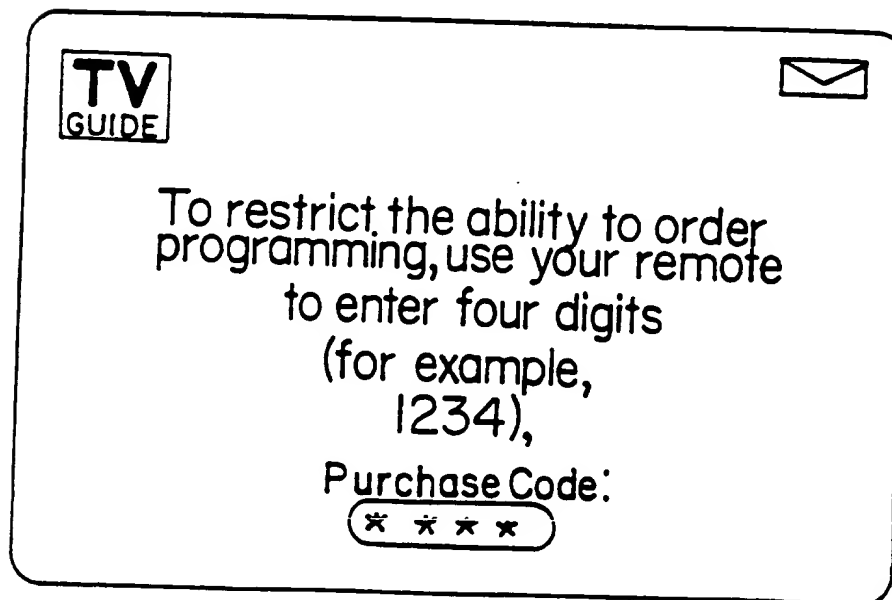 TV
GUIDE
To restrict the ability to order
programming, use your remote
to enter four digits
(for example,
1234),
Purchase Code:
* * * *